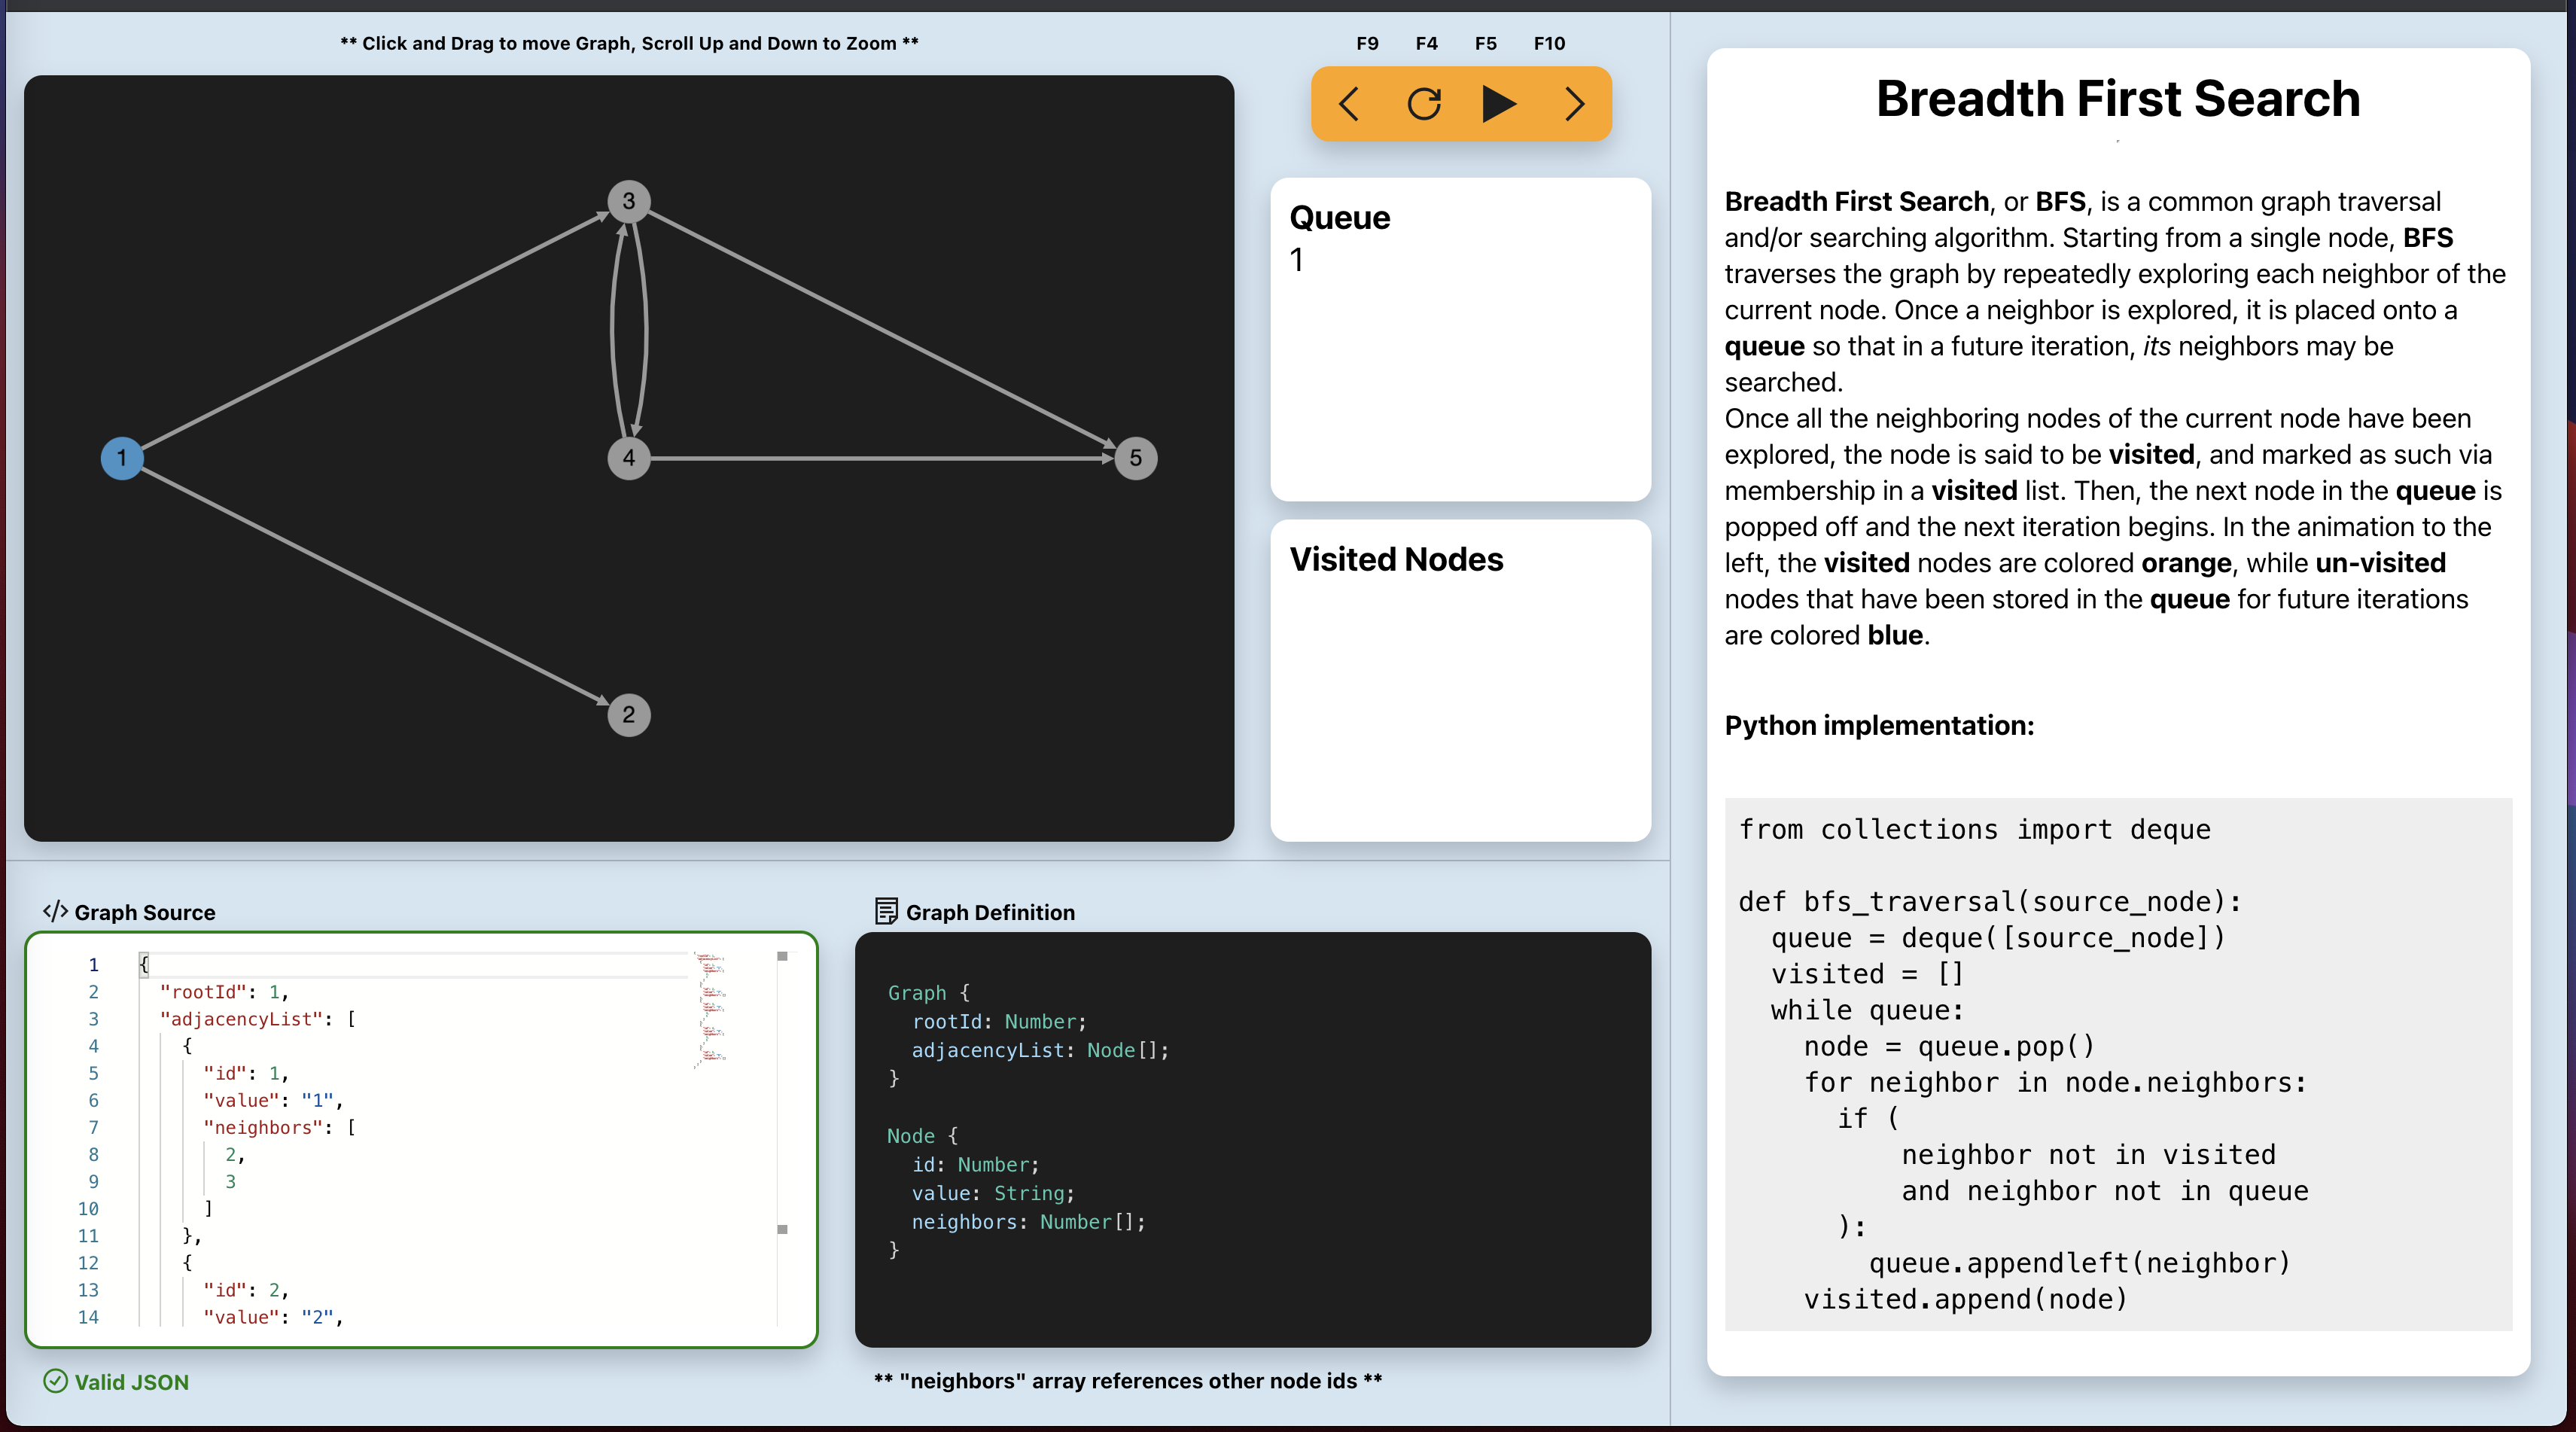 ** Click and Drag to move Graph, Scroll Up and Down to Zoom **
3
1
4
5
2
F9 F4 F5 F10
Queue
1
Visited Nodes
</> Graph Source
1 {
2 "rootId": 1,
3 "adjacencyList": [
4 {
5 "id": 1,
6 "value": "1",
7 "neighbors": [
8 2,
9 3
10 ]
11 },
12 {
13 "id": 2,
14 "value": "2",
Valid JSON
Graph Definition
Graph {
rootId: Number;
adjacencyList: Node[];
}
Node {
id: Number;
value: String;
neighbors: Number[];
}
** "neighbors" array references other node ids **
Breadth First Search
Breadth First Search, or BFS, is a common graph traversal
and/or searching algorithm. Starting from a single node, BFS
traverses the graph by repeatedly exploring each neighbor of the
current node. Once a neighbor is explored, it is placed onto a
queue so that in a future iteration, its neighbors may be
searched.
Once all the neighboring nodes of the current node have been
explored, the node is said to be visited, and marked as such via
membership in a visited list. Then, the next node in the queue is
popped off and the next iteration begins. In the animation to the
left, the visited nodes are colored orange, while un-visited
nodes that have been stored in the queue for future iterations
are colored blue.
Python implementation:
from collections import deque
def bfs_traversal(source_node):
queue = deque([source_node])
visited = []
while queue:
node = queue.pop()
for neighbor in node.neighbors:
if (
neighbor not in visited
and neighbor not in queue
):
queue.appendleft(neighbor)
visited.append(node)